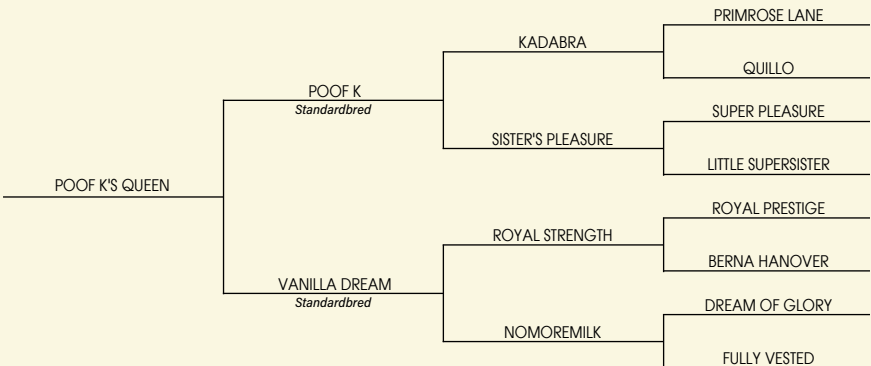 PRIMROSE LANE
KADABRA
QUILLO
POOF K
Standardbred
SUPER PLEASURE
SISTER'S PLEASURE
LITTLE SUPERSISTER
POOF K'S QUEEN
ROYAL PRESTIGE
ROYAL STRENGTH
BERNA HANOVER
VANILLA DREAM
Standardbred
DREAM OF GLORY
NOMOREMILK
FULLY VESTED